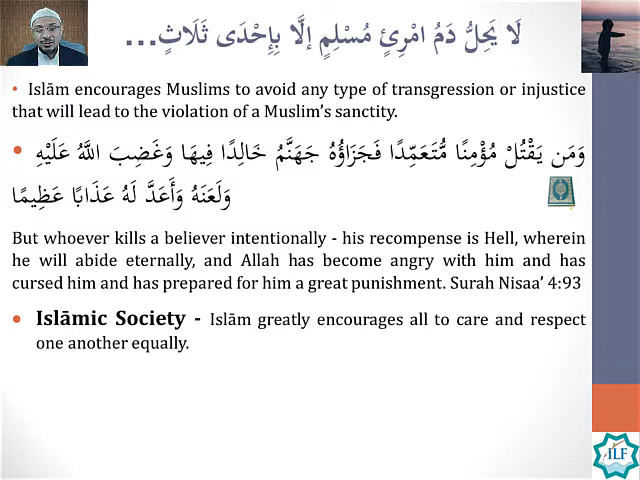 لَا يَحِلُّ دَمُ امْرِئٍ مُسْلِمٍ إِلَّا بِإِحْدَى ثَلَاثٍ...
• Islām encourages Muslims to avoid any type of transgression or injustice
that will lead to the violation of a Muslim's sanctity.
• وَمَن يَقْتُلْ مُؤْمِنًا مُّتَعَمِّدًا فَجَزَاؤُهُ جَهَنَّمُ خَالِدًا فِيهَا وَغَضِبَ اللَّهُ عَلَيْهِ
وَلَعَنَهُ وَأَعَدَّ لَهُ عَذَابًا عَظِيمًا
But whoever kills a believer intentionally - his recompense is Hell, wherein
he will abide eternally, and Allah has become angry with him and has
cursed him and has prepared for him a great punishment. Surah Nisaa’ 4:93
• Islāmic Society - Islām greatly encourages all to care and respect
one another equally.
ILF